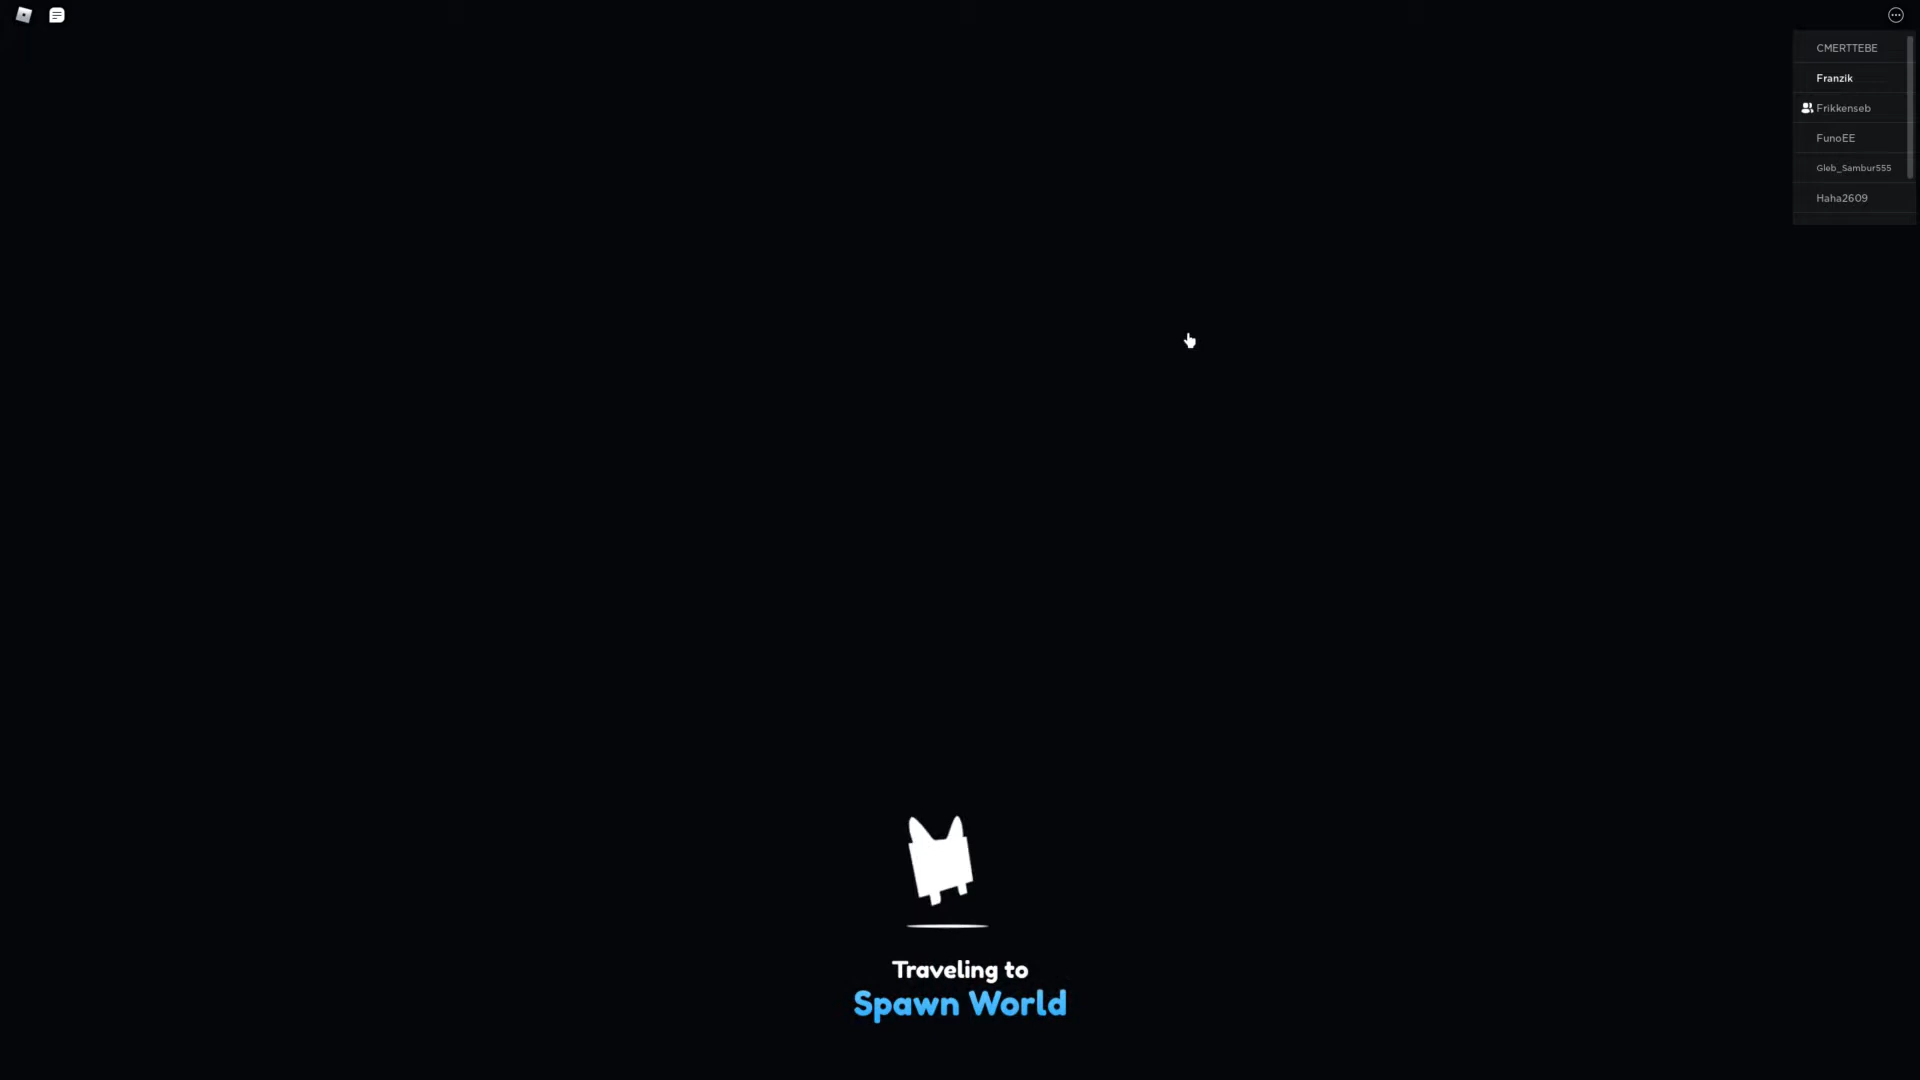 CMERTTEBE
Franzik
Frikkenseb
FunoEE
Gleb_Sambur555
Haha2609
Traveling to
Spawn World